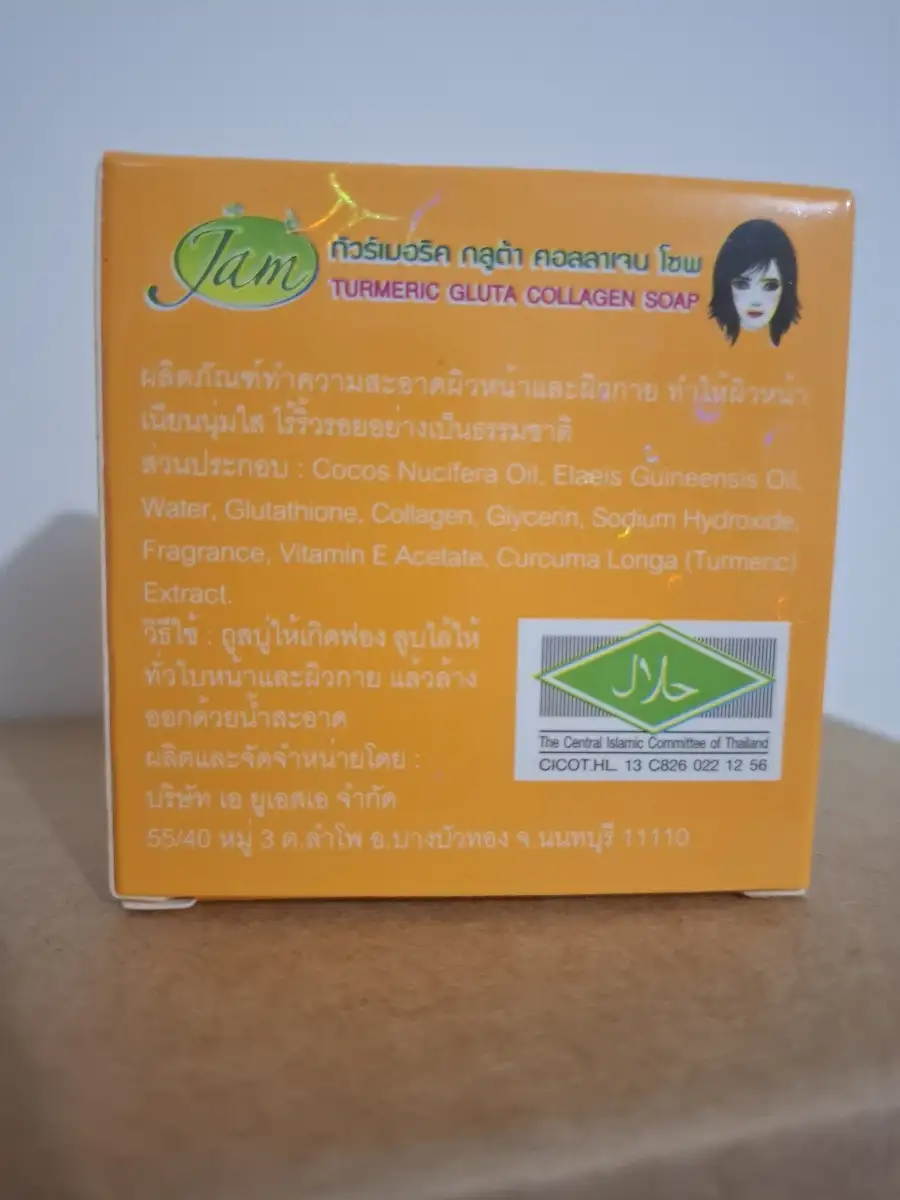 Jam
ทัวร์เมอริค กลูต้า คอลลาเจน โซพ
TURMERIC GLUTA COLLAGEN SOAP
ผลิตภัณฑ์ทำความสะอาดผิวหน้าและผิวกาย ทำให้ผิวหน้า
เนียนนุ่มใส ไร้ริ้วรอยอย่างเป็นธรรมชาติ
ส่วนประกอบ : Cocos Nucifera Oil, Elaeis Guineensis Oil,
Water, Glutathione, Collagen, Glycerin, Sodium Hydroxide,
Fragrance, Vitamin E Acetate, Curcuma Longa (Turmeric)
Extract.
วิธีใช้ : ถูสบู่ให้เกิดฟอง ลูบไล้ให้
ทั่วใบหน้าและผิวกาย แล้วล้าง
ออกด้วยน้ำสะอาด
ผลิตและจัดจำหน่ายโดย :
บริษัท เอ ยูเอสเอ จำกัด
55/40 หมู่ 3 ต.ลำโพ อ.บางบัวทอง จ.นนทบุรี 11110
حلال
The Central Islamic Committee of Thailand
CICOT.HL. 13 C826 022 12 56